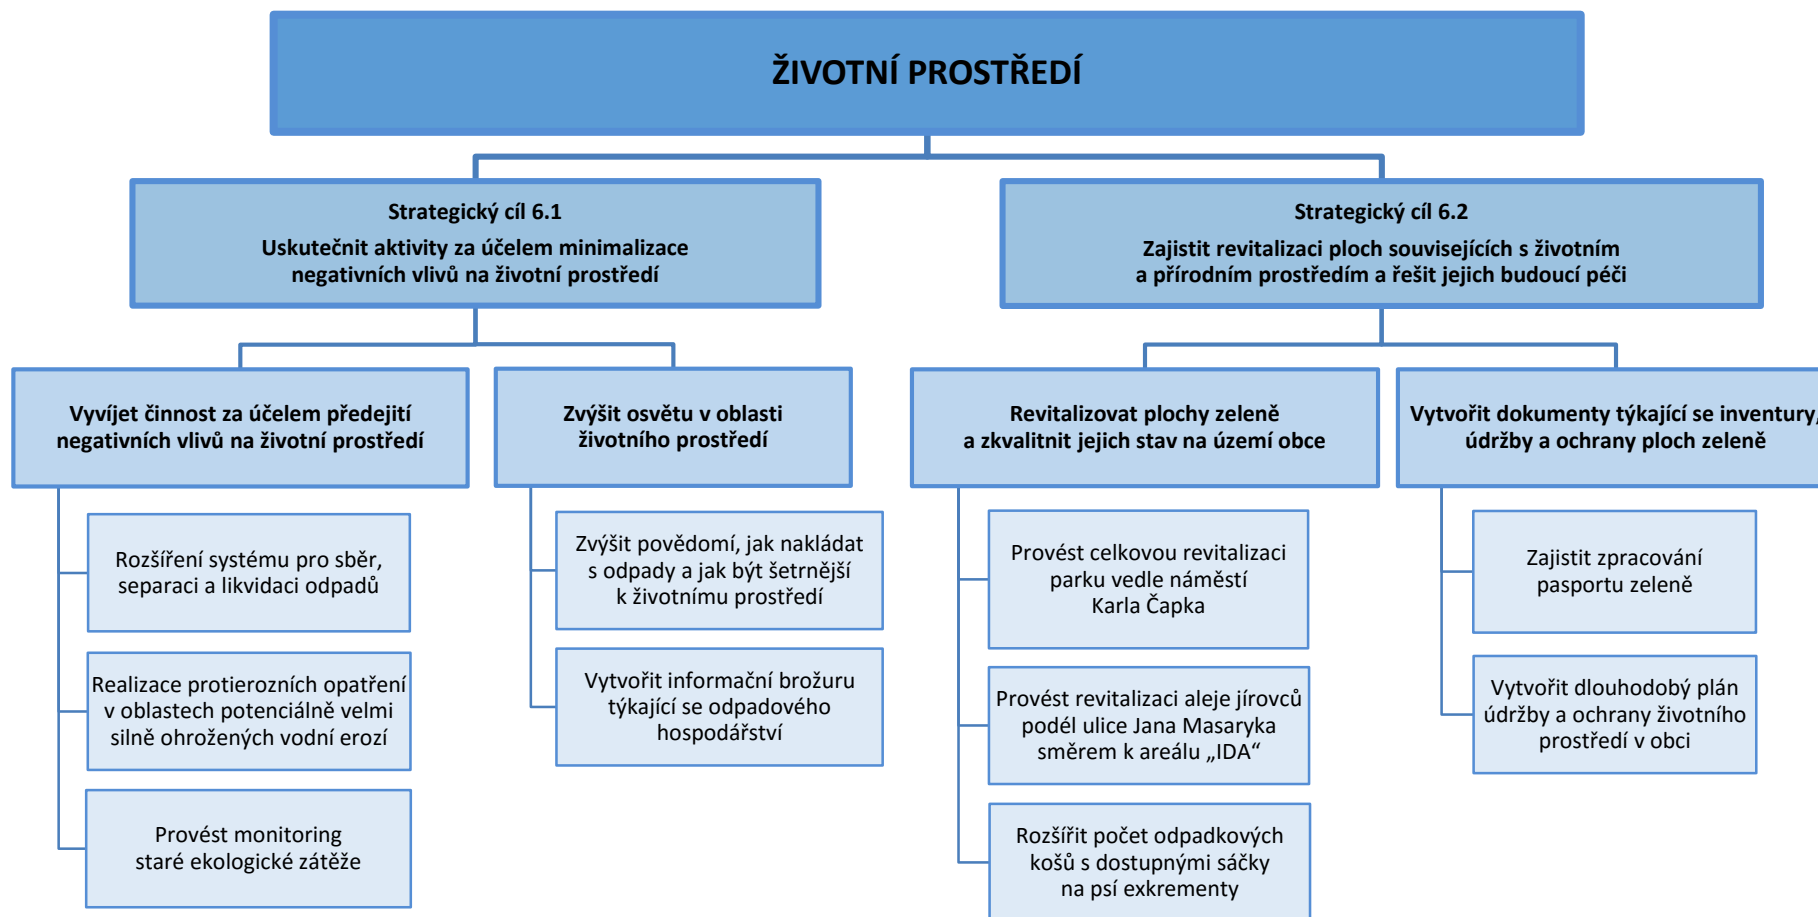 ŽIVOTNÍ PROSTŘEDÍ
Strategický cíl 6.1
Uskutečnit aktivity za účelem minimalizace
negativních vlivů na životní prostředí
Strategický cíl 6.2
Zajistit revitalizaci ploch souvisejících s životním
a přírodním prostředím a řešit jejich budoucí péči
Vyvíjet činnost za účelem předejití
negativních vlivů na životní prostředí
Rozšíření systému pro sběr,
separaci a likvidaci odpadů
Realizace protierozních opatření
v oblastech potenciálně velmi
silně ohrožených vodní erozí
Provést monitoring
staré ekologické zátěže
Zvýšit osvětu v oblasti
životního prostředí
Zvýšit povědomí, jak nakládat
s odpady a jak být šetrnější
k životnímu prostředí
Vytvořit informační brožuru
týkající se odpadového
hospodářství
Revitalizovat plochy zeleně
a zkvalitnit jejich stav na území obce
Provést celkovou revitalizaci
parku vedle náměstí
Karla Čapka
Provést revitalizaci aleje jírovců
podél ulice Jana Masaryka
směrem k areálu „IDA“
Rozšířit počet odpadkových
košů s dostupnými sáčky
na psí exkrementy
Vytvořit dokumenty týkající se inventury,
údržby a ochrany ploch zeleně
Zajistit zpracování
pasportu zeleně
Vytvořit dlouhodobý plán
údržby a ochrany životního
prostředí v obci